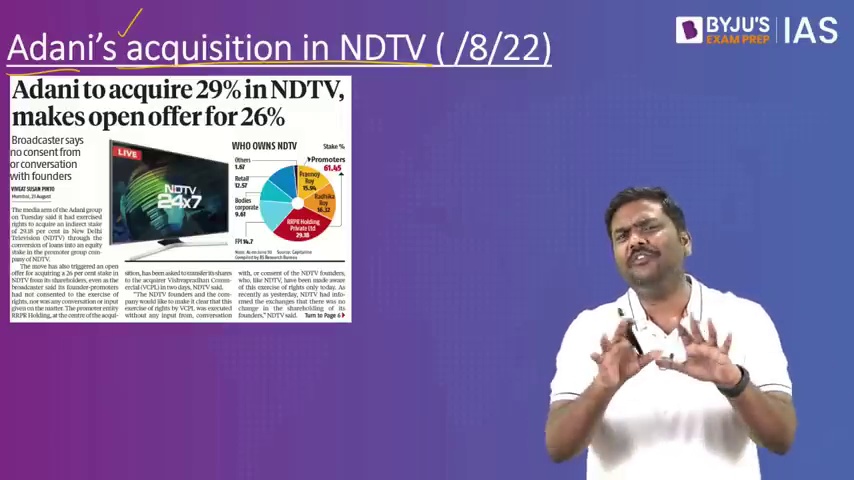 Adani's acquisition in NDTV ( /8/22)
BYJU'S
EXAM PREP
IAS
Adani to acquire 29% in NDTV,
makes open offer for 26%
Broadcaster says
no consent from
or conversation
with founders
VIVEAT SUSAN PINTO
Mumbai, 23 August
The media arm of the Adani group
on Tuesday said it had exercised
rights to acquire an indirect stake
of 29.18 per cent in New Delhi
Television (NDTV) through the
conversion of loans into an equity
stake in the promoter group com-
pany of NDTV.
The move has also triggered an open
offer for acquiring a 26 per cent stake in
NDTV from its shareholders, even as the
broadcaster said its founder-promoters
had not consented to the exercise of
rights, nor was any conversation or input
given on the matter. The promoter entity
RRPR Holding, at the centre of the acqui-
LIVE
NDTV
24x7
WHO OWNS NDTV
Stake %
Others
1.67
Retail
12.57
Bodies
corporate
9.61
FPI 14.7
Promoters
61.45
Prannoy
Roy
15.94
Radhika
Roy
16.32
RRPR Holding
Private Ltd
29.18
Note: As on June 30 Source: Capitaline
Compiled by BS Research Bureau
sition, has been asked to transfer its shares
to the acquirer Vishvapradhan Commer-
cial (VCPL) in two days, NDTV said.
"The NDTV founders and the com-
pany would like to make it clear that this
exercise of rights by VCPL was executed
without any input from, conversation
with, or consent of the NDTV founders,
who, like NDTV, have been made aware
of this exercise of rights only today. As
recently as yesterday, NDTV had infor-
med the exchanges that there was no
change in the shareholding of its
founders," NDTV said.
Turn to Page 6